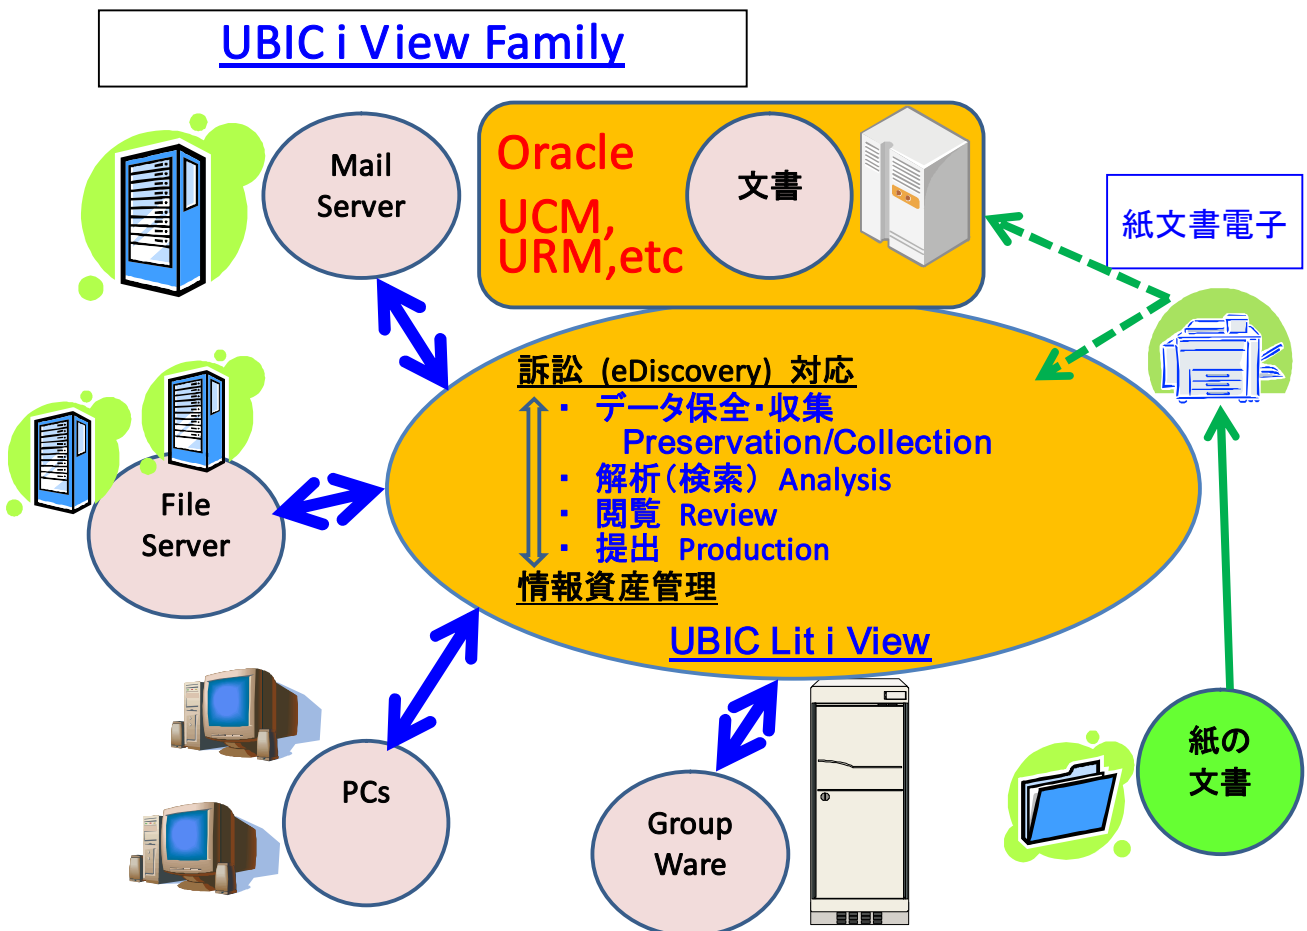 UBIC i View Family
Mail
Server
Oracle
UCM,
URM,etc
文書
紙文書電子
訴訟 (eDiscovery) 対応
・ データ保全・収集
Preservation/Collection
・ 解析（検索） Analysis
・ 閲覧 Review
・ 提出 Production
情報資産管理
UBIC Lit i View
File
Server
PCs
Group
Ware
紙の
文書